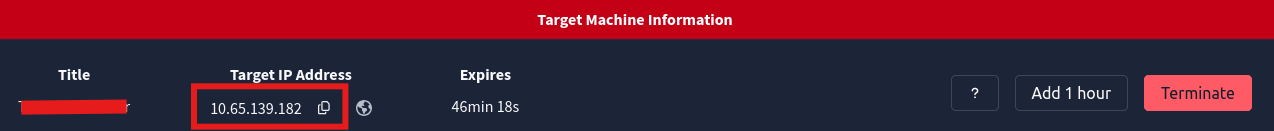 Target Machine Information
Title Target IP Address Expires
10.65.139.182 46min 18s ? Add 1 hour Terminate